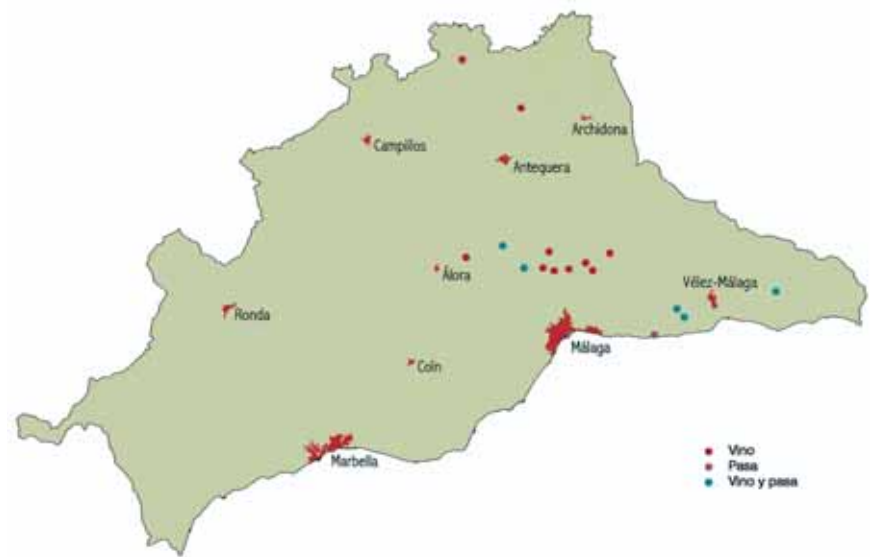 Archidona
Campillos
Antequera
Álora
Vélez-Málaga
Ronda
Málaga
Coín
Marbella
Vino
Pasa
Vino y pasa